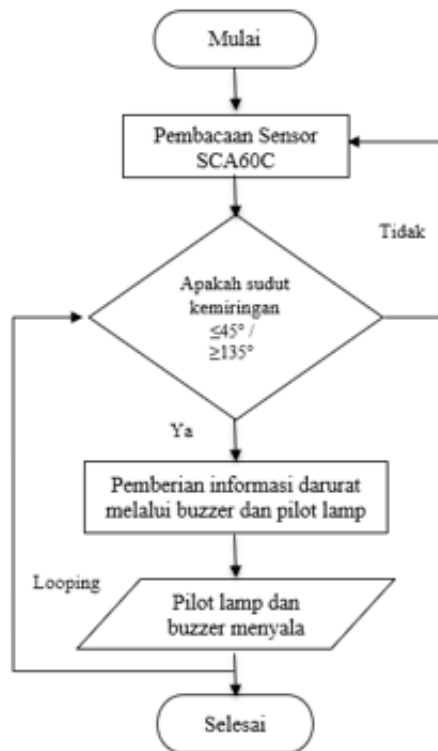 Mulai
Pembacaan Sensor
SCA60C
Tidak
Apakah sudut
kemiringan
≤45° /
≥135°
Ya
Pemberian informasi darurat
melalui buzzer dan pilot lamp
Looping
Pilot lamp dan
buzzer menyala
Selesai